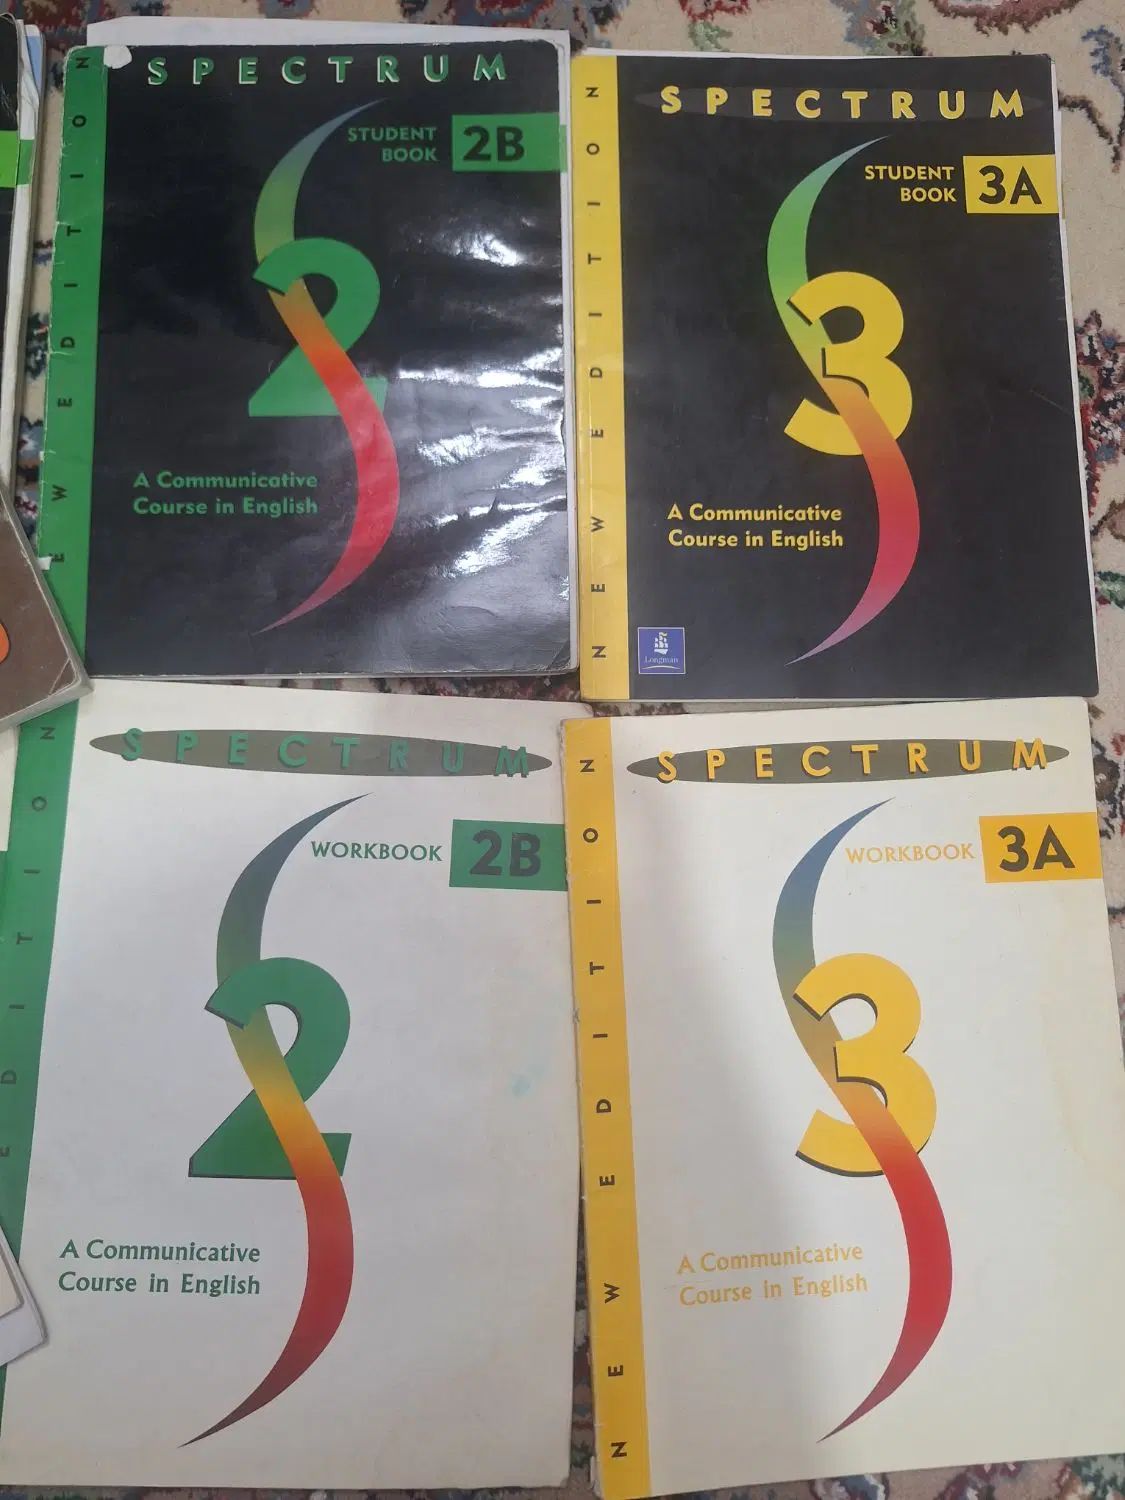 SPECTRUM
STUDENT
BOOK
2B
2
A Communicative
Course in English
EW EDITION
SPECTRUM
STUDENT
BOOK
3A
3
A Communicative
Course in English
NEW EDITION
Longman
SPECTRUM
WORKBOOK
2B
2
A Communicative
Course in English
EDITION
SPECTRUM
WORKBOOK
3A
3
A Communicative
Course in English
NEW EDITION